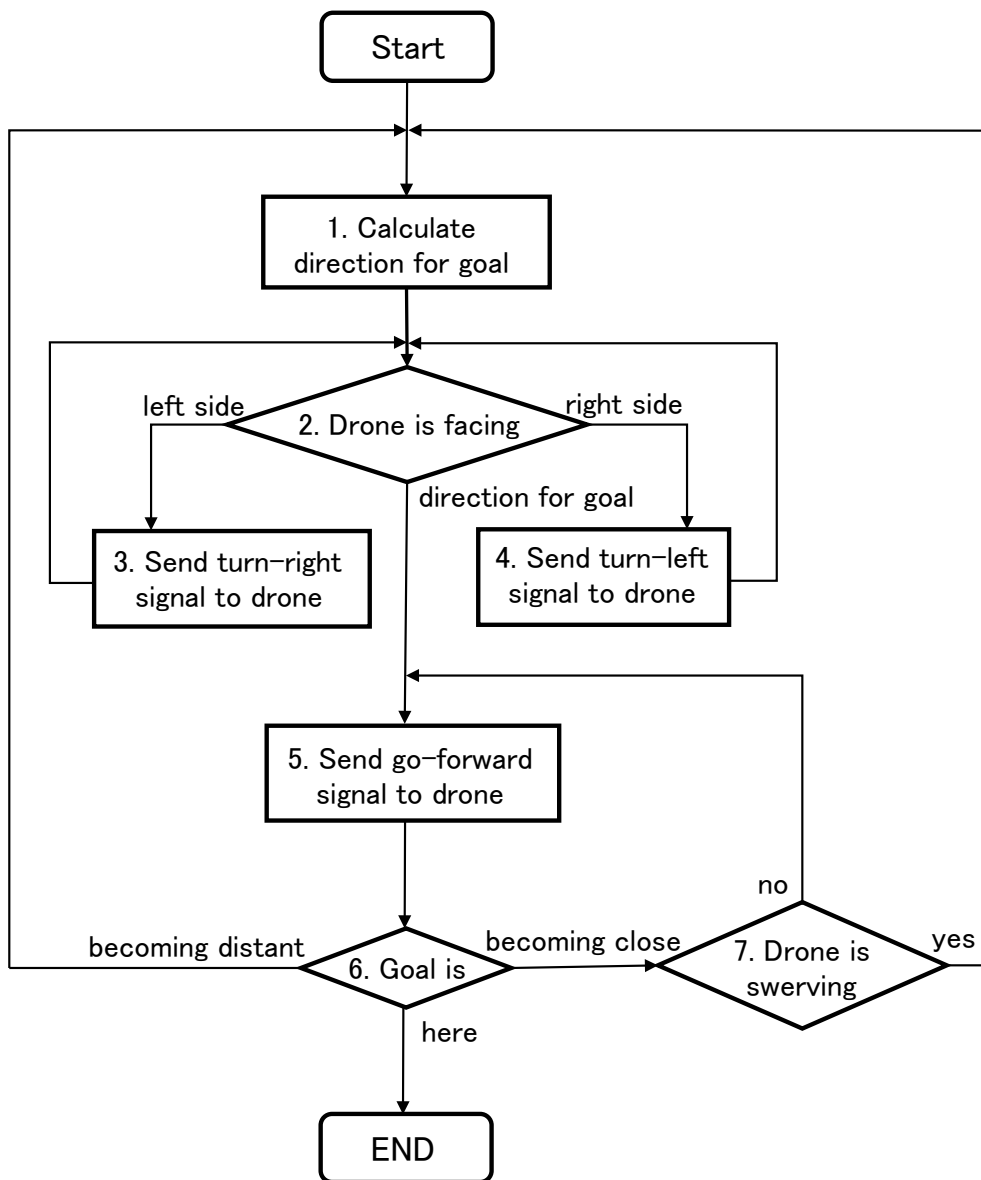 Start
1. Calculate
direction for goal
left side
2. Drone is facing
right side
direction for goal
3. Send turn-right
signal to drone
4. Send turn-left
signal to drone
5. Send go-forward
signal to drone
no
becoming distant
6. Goal is
becoming close
7. Drone is
swerving
yes
here
END